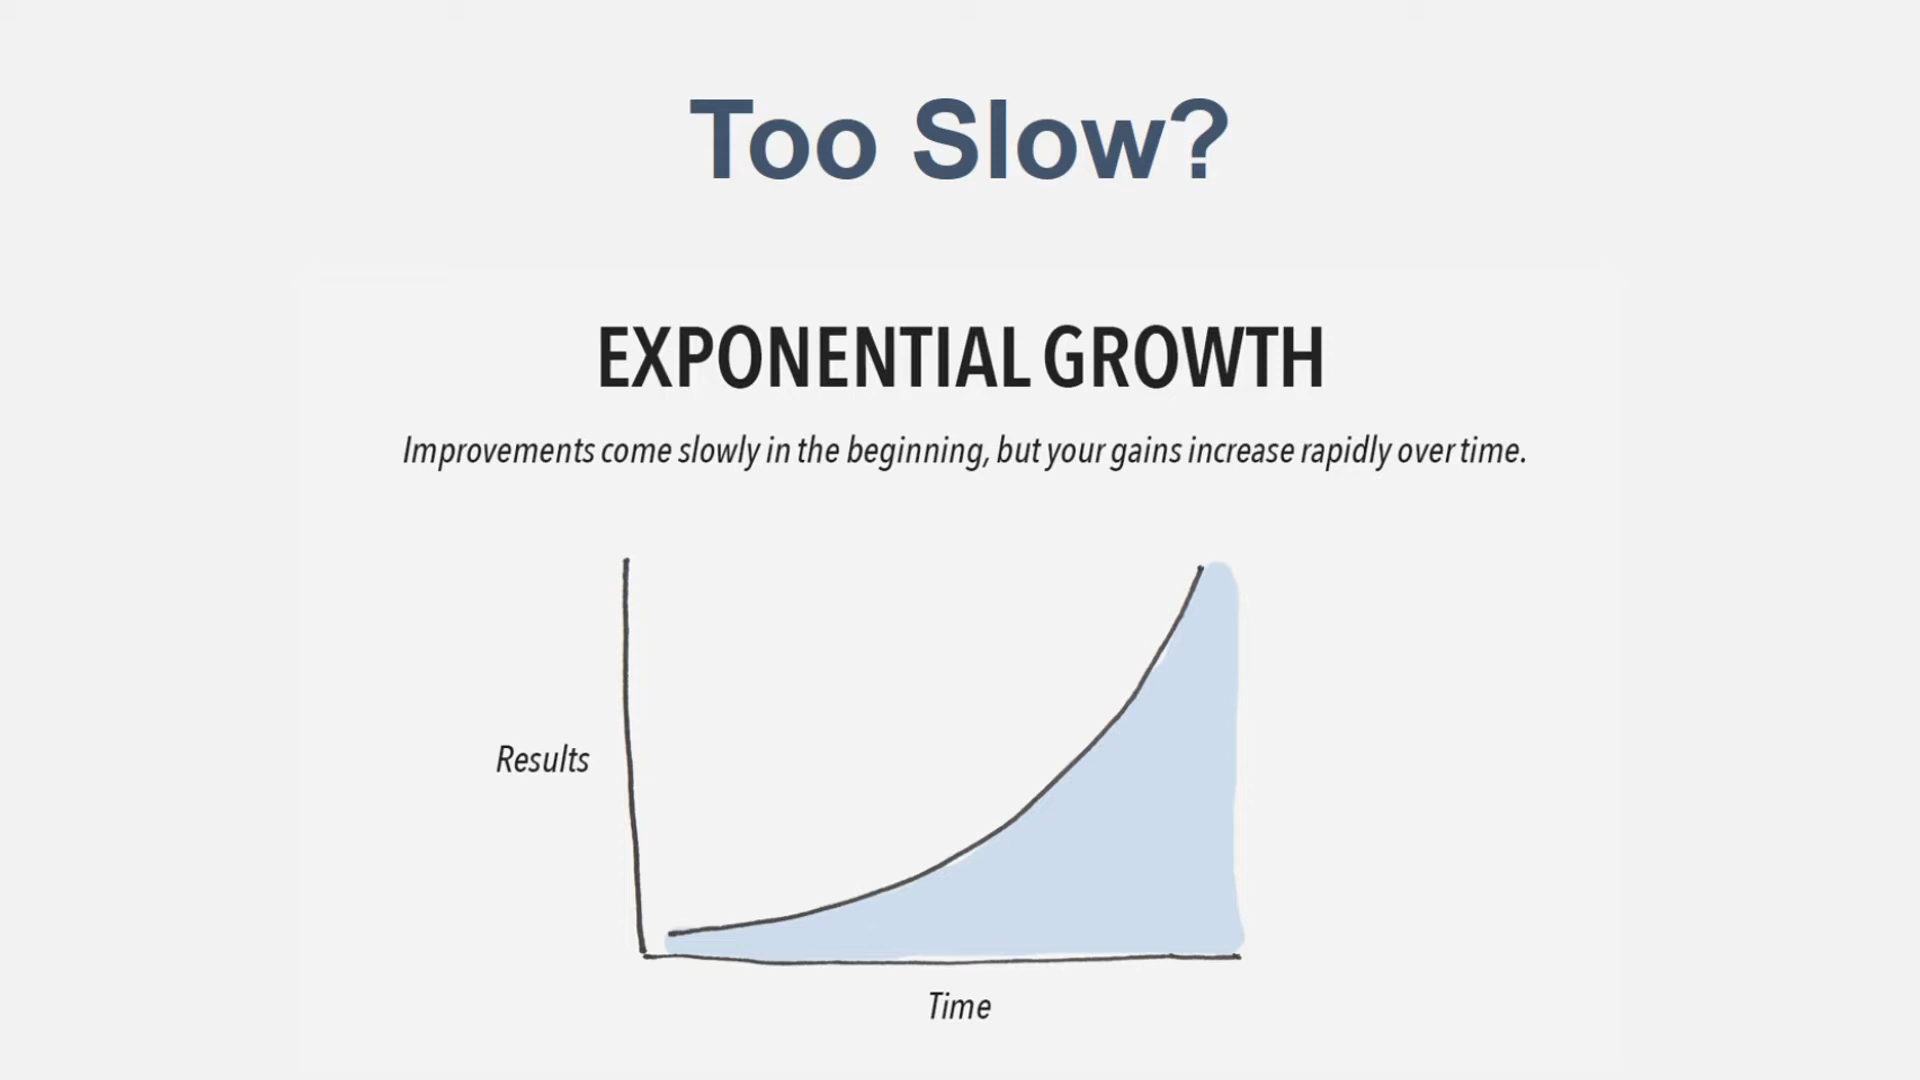 Too Slow?
EXPONENTIAL GROWTH
Improvements come slowly in the beginning, but your gains increase rapidly over time.
Results
Time